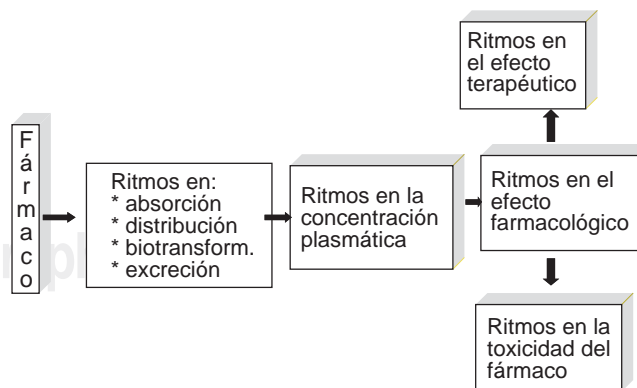 Fármaco
Ritmos en:
* absorción
* distribución
* biotransform.
* excreción
Ritmos en la
concentración
plasmática
Ritmos en el
efecto
farmacológico
Ritmos en
el efecto
terapéutico
Ritmos en la
toxicidad del
fármaco